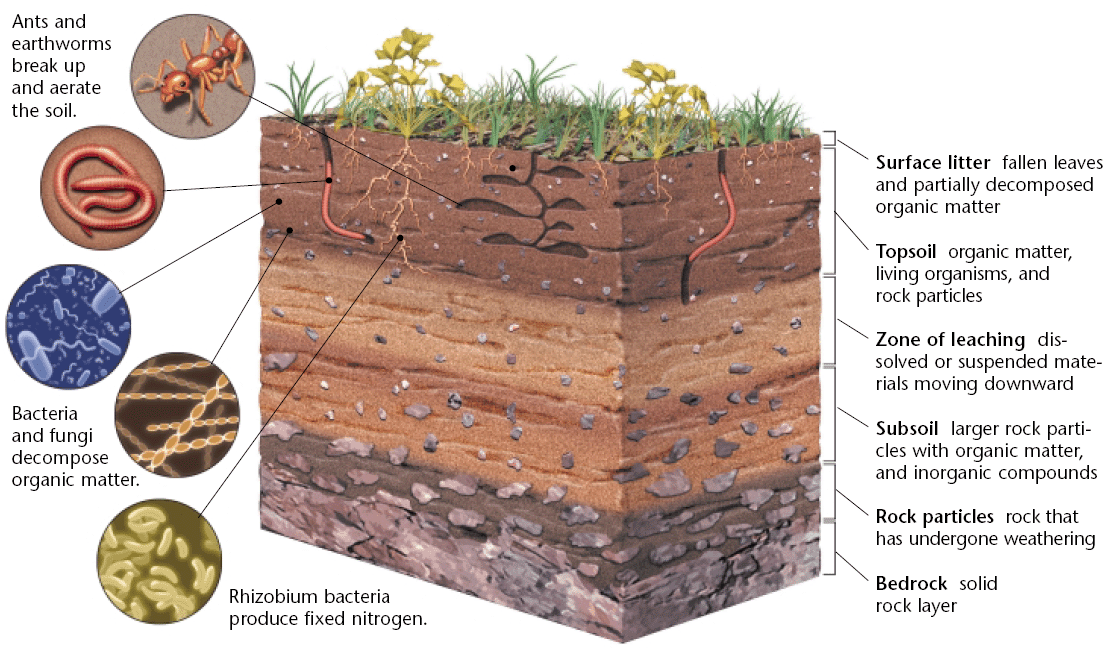 Ants and
earthworms
break up
and aerate
the soil.
Bacteria
and fungi
decompose
organic matter.
Rhizobium bacteria
produce fixed nitrogen.
Surface litter fallen leaves
and partially decomposed
organic matter
Topsoil organic matter,
living organisms, and
rock particles
Zone of leaching dis-
solved or suspended mate-
rials moving downward
Subsoil larger rock parti-
cles with organic matter,
and inorganic compounds
Rock particles rock that
has undergone weathering
Bedrock solid
rock layer